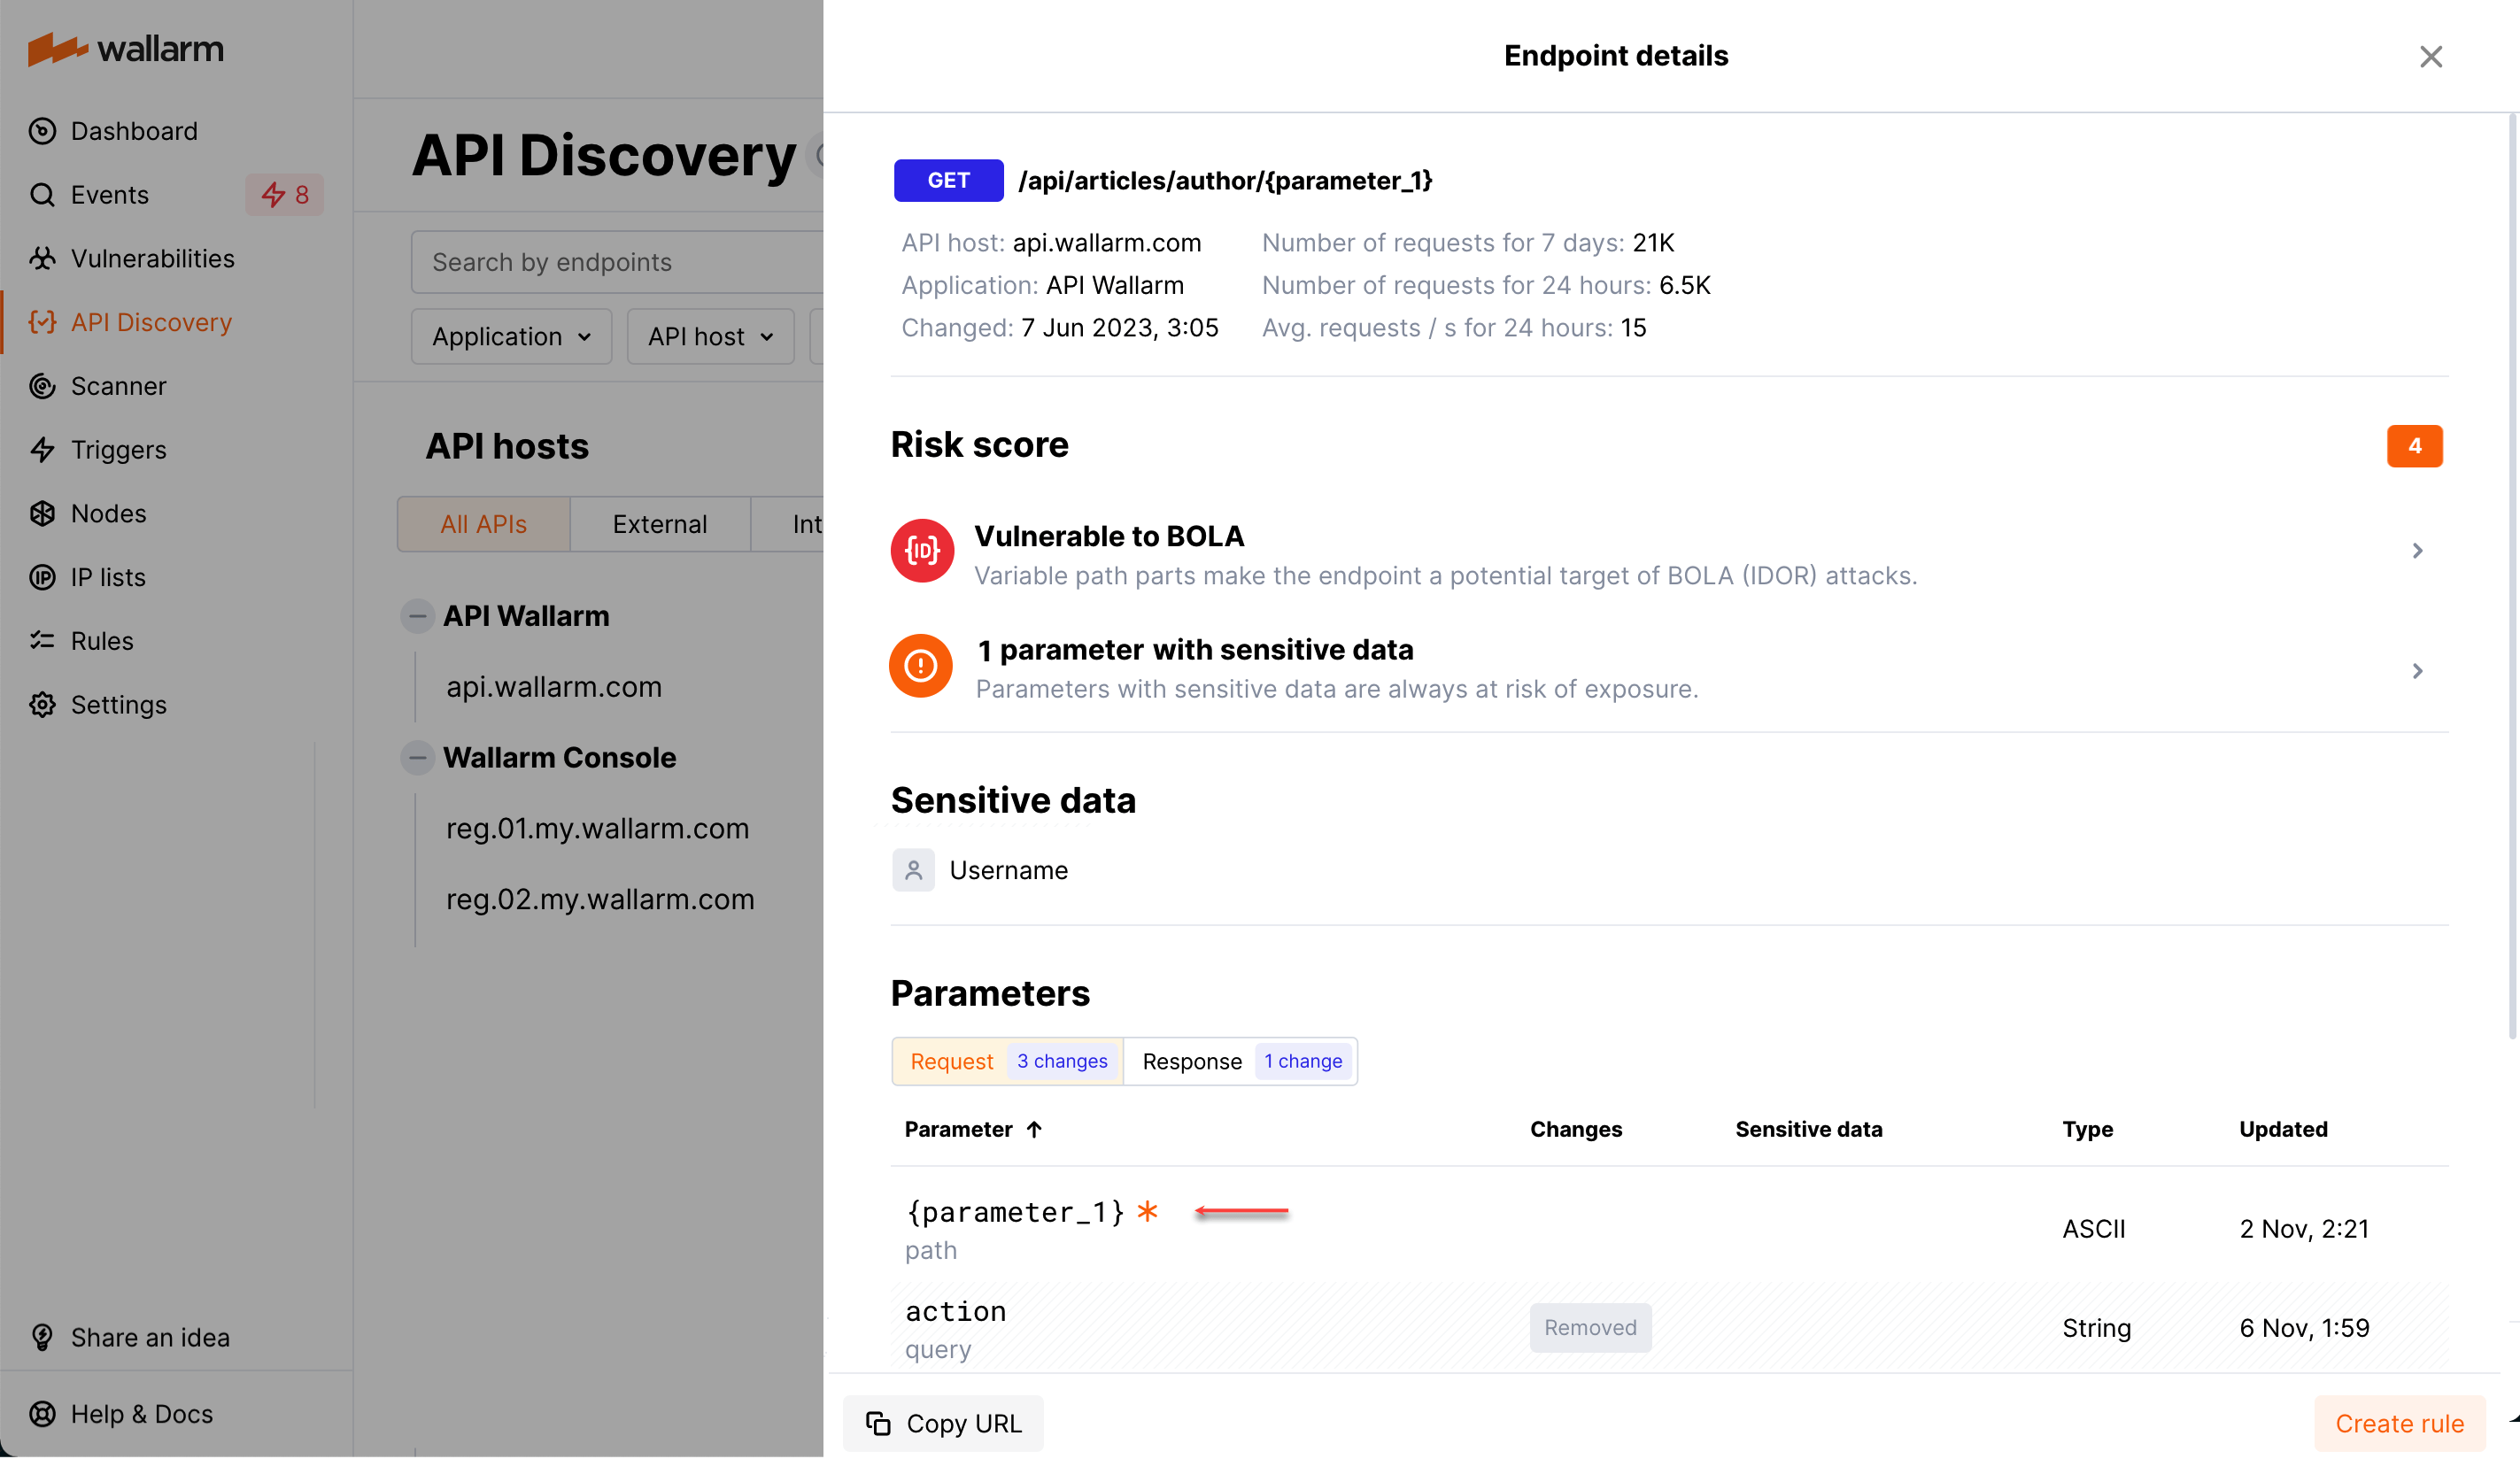 wallarm
Dashboard
Events 8
Vulnerabilities
API Discovery
Scanner
Triggers
Nodes
IP lists
Rules
Settings
Share an idea
Help & Docs
API Discovery
Search by endpoints
Application API host
API hosts
All APIs External Int
API Wallarm
api.wallarm.com
Wallarm Console
reg.01.my.wallarm.com
reg.02.my.wallarm.com
Endpoint details
GET /api/articles/author/{parameter_1}
API host: api.wallarm.com Number of requests for 7 days: 21K
Application: API Wallarm Number of requests for 24 hours: 6.5K
Changed: 7 Jun 2023, 3:05 Avg. requests / s for 24 hours: 15
Risk score 4
{ID} Vulnerable to BOLA
Variable path parts make the endpoint a potential target of BOLA (IDOR) attacks.
1 parameter with sensitive data
Parameters with sensitive data are always at risk of exposure.
Sensitive data
Username
Parameters
Request 3 changes Response 1 change
Parameter ↑ Changes Sensitive data Type Updated
{parameter_1} * ASCII 2 Nov, 2:21
path
action Removed String 6 Nov, 1:59
query
Copy URL Create rule